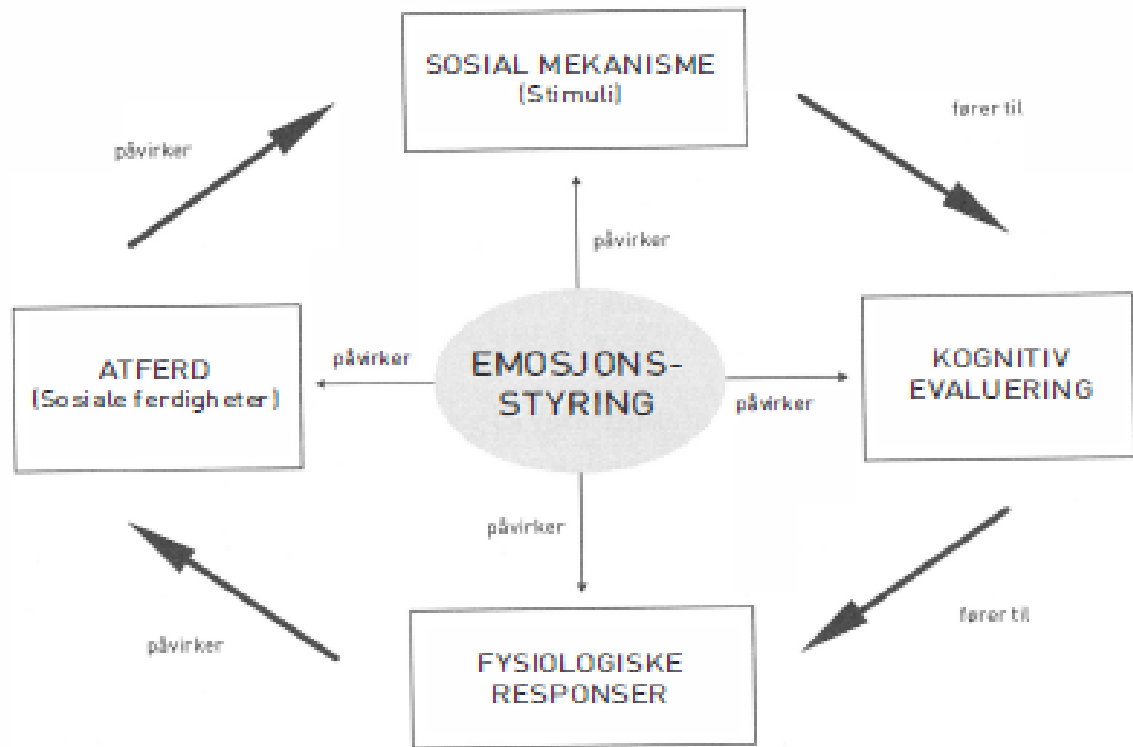 SOSIAL MEKANISME
(Stimuli)
fører til
påvirker
påvirker
ATFERD
(Sosiale ferdigheter)
påvirker
EMOSJONS-
STYRING
påvirker
KOGNITIV
EVALUERING
påvirker
fører til
påvirker
FYSIOLOGISKE
RESPONSER